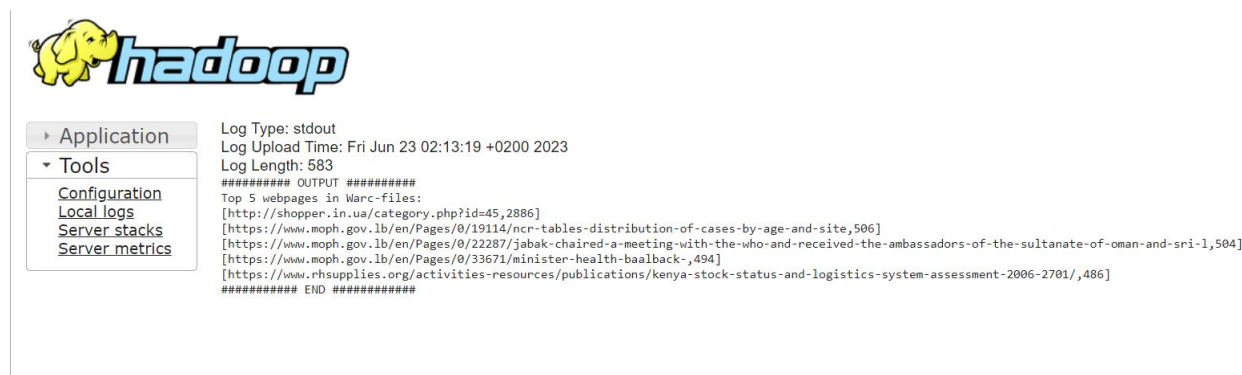 hadoop
Application
Tools
Configuration
Local logs
Server stacks
Server metrics
Log Type: stdout
Log Upload Time: Fri Jun 23 02:13:19 +0200 2023
Log Length: 583
########## OUTPUT ##########
Top 5 webpages in Warc-files:
[http://shopper.in.ua/category.php?id=45,2886]
[https://www.moph.gov.lb/en/Pages/0/19114/ncr-tables-distribution-of-cases-by-age-and-site,506]
[https://www.moph.gov.lb/en/Pages/0/22287/jabak-chaired-a-meeting-with-the-who-and-received-the-ambassadors-of-the-sultanate-of-oman-and-sri-l,504]
[https://www.moph.gov.lb/en/Pages/0/33671/minister-health-baalback-,494]
[https://www.rhsupplies.org/activities-resources/publications/kenya-stock-status-and-logistics-system-assessment-2006-2701/,486]
########### END ############